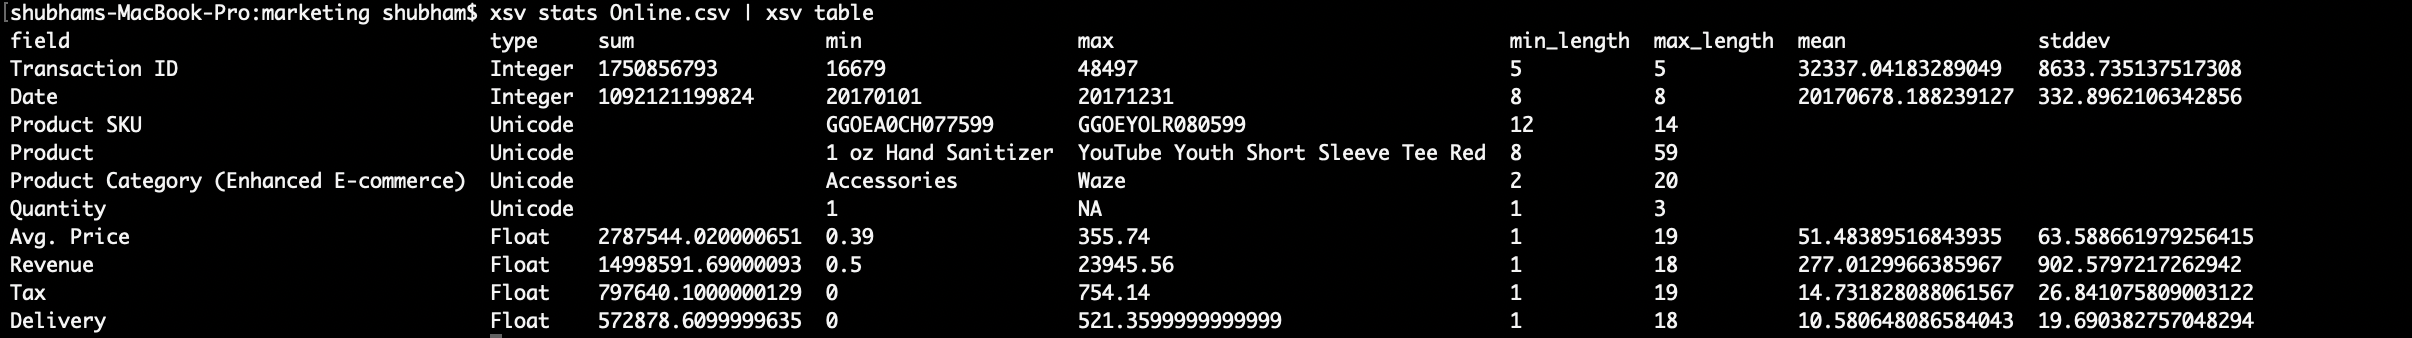 [shubhams-MacBook-Pro:marketing shubham$ xsv stats Online.csv | xsv table
field type sum min max min_length max_length mean stddev
Transaction ID Integer 1750856793 16679 48497 5 5 32337.04183289049 8633.735137517308
Date Integer 1092121199824 20170101 20171231 8 8 20170678.188239127 332.8962106342856
Product SKU Unicode GGOEA0CH077599 GGOEYOLR080599 12 14
Product Unicode 1 oz Hand Sanitizer YouTube Youth Short Sleeve Tee Red 8 59
Product Category (Enhanced E-commerce) Unicode Accessories Waze 2 20
Quantity Unicode 1 NA 1 3
Avg. Price Float 2787544.020000651 0.39 355.74 1 19 51.48389516843935 63.588661979256415
Revenue Float 14998591.69000093 0.5 23945.56 1 18 277.0129966385967 902.5797217262942
Tax Float 797640.1000000129 0 754.14 1 19 14.731828088061567 26.841075809003122
Delivery Float 572878.6099999635 0 521.3599999999999 1 18 10.580648086584043 19.690382757048294